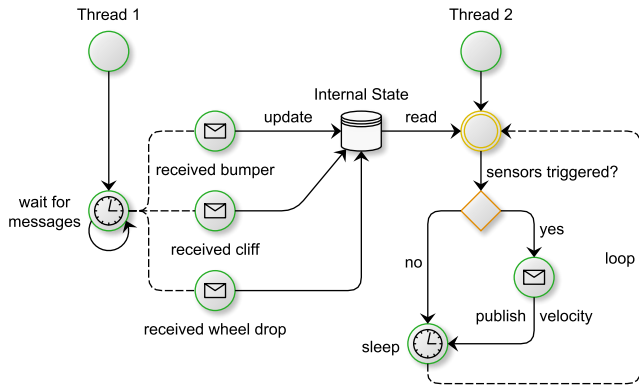 Thread 1
Thread 2
Internal State
update
read
received bumper
sensors triggered?
wait for
messages
received cliff
yes
no
loop
publish velocity
received wheel drop
sleep